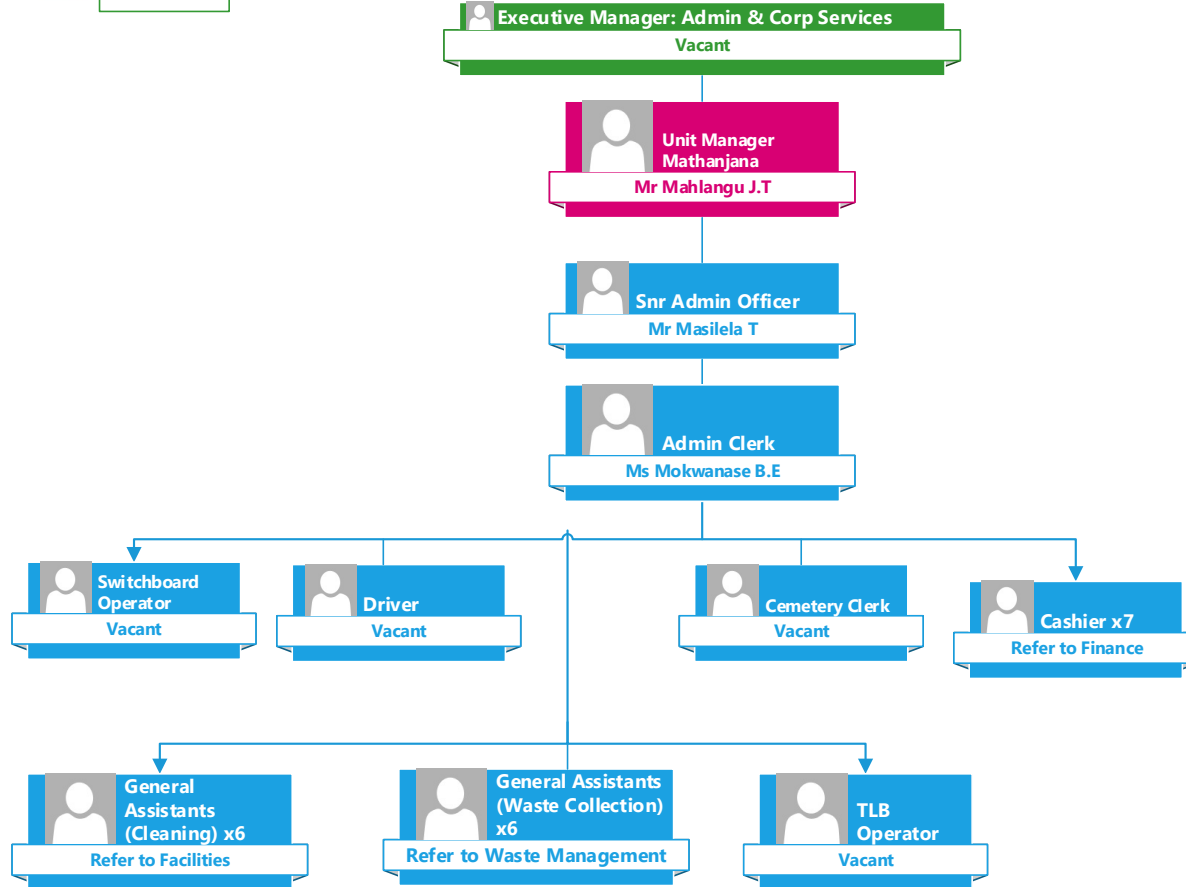 Executive Manager: Admin & Corp Services
Vacant
Unit Manager
Mathanjana
Mr Mahlangu J.T
Snr Admin Officer
Mr Masilela T
Admin Clerk
Ms Mokwanase B.E
Switchboard
Operator
Vacant
Driver
Vacant
Cemetery Clerk
Vacant
Cashier x7
Refer to Finance
General
Assistants
(Cleaning) x6
Refer to Facilities
General Assistants
(Waste Collection)
x6
Refer to Waste Management
TLB
Operator
Vacant